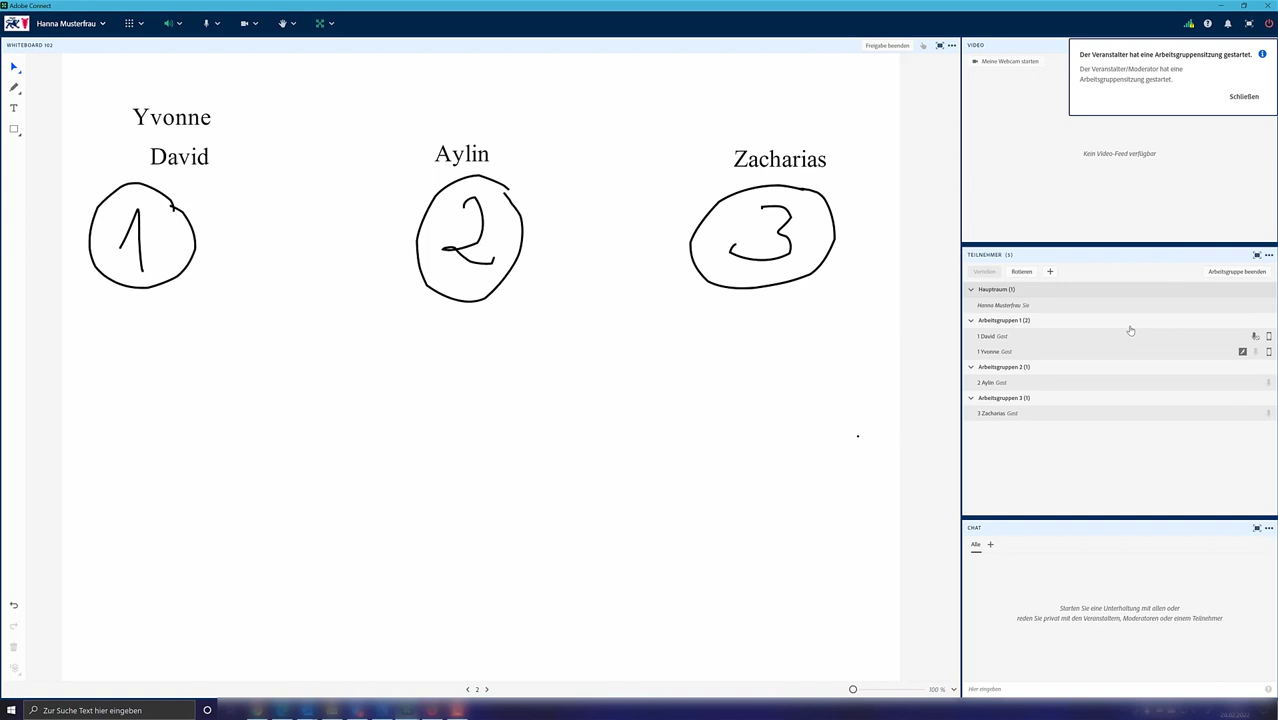 Adobe Connect
Hanna Musterfrau
WHITEBOARD 102
Freigabe beenden
Yvonne
David
Aylin
Zacharias
1
2
3
2
100 %
VIDEO
Meine Webcam starten
Der Veranstalter hat eine Arbeitsgruppensitzung gestartet.
Der Veranstalter/Moderator hat eine
Arbeitsgruppensitzung gestartet.
Schließen
Kein Video-Feed verfügbar
TEILNEHMER (5)
Verteilen
Rotieren
Arbeitsgruppe beenden
Hauptraum (1)
Hanna Musterfrau Sie
Arbeitsgruppen 1 (2)
1 David Gast
1 Yvonne Gast
Arbeitsgruppen 2 (1)
2 Aylin Gast
Arbeitsgruppen 3 (1)
3 Zacharias Gast
CHAT
Alle
Starten Sie eine Unterhaltung mit allen oder
reden Sie privat mit den Veranstaltern, Moderatoren oder einem Teilnehmer
Hier eingeben
Zur Suche Text hier eingeben
20.02.2022